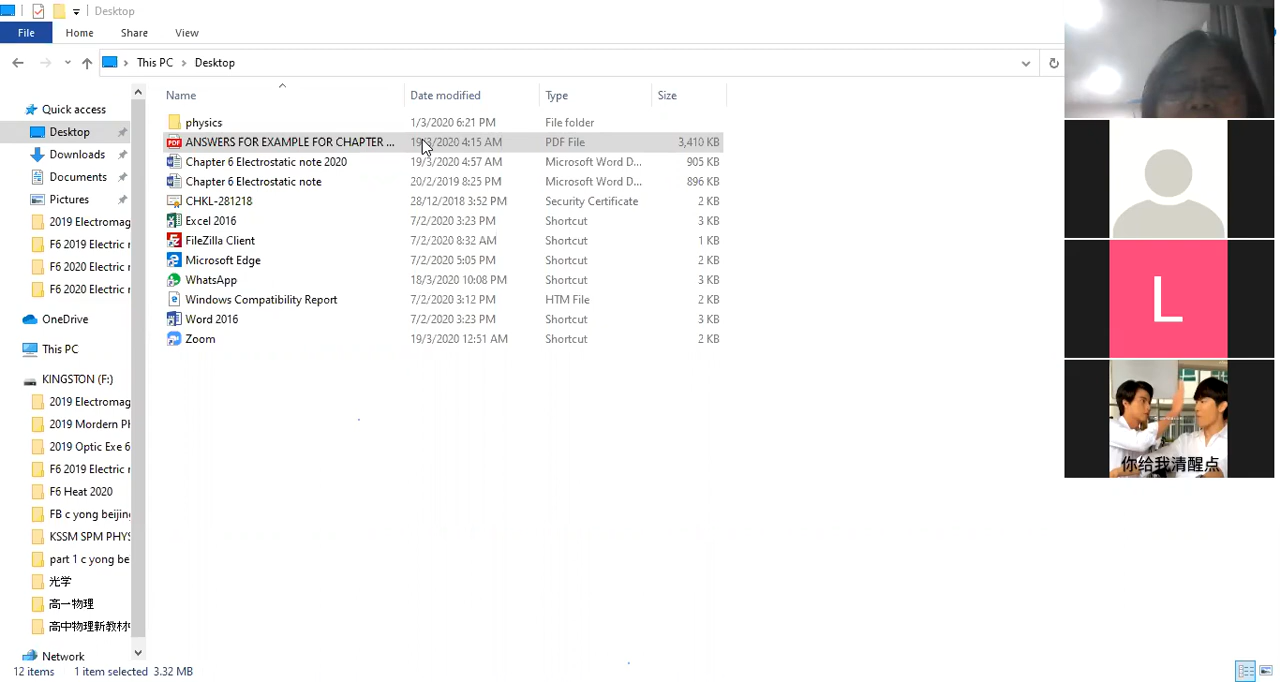 Desktop
File Home Share View
This PC Desktop
Name Date modified Type Size
Quick access
Desktop
Downloads
Documents
Pictures
2019 Electromag
F6 2019 Electric r
F6 2020 Electric r
F6 2020 Electric r
OneDrive
This PC
KINGSTON (F:)
2019 Electromag
2019 Mordern Ph
2019 Optic Exe 6
F6 2019 Electric r
F6 Heat 2020
FB c yong beijing
KSSM SPM PHYS
part 1 c yong be
光学
高一物理
高中物理新教材
Network
physics 1/3/2020 6:21 PM File folder
ANSWERS FOR EXAMPLE FOR CHAPTER ... 19/3/2020 4:15 AM PDF File 3,410 KB
Chapter 6 Electrostatic note 2020 19/3/2020 4:57 AM Microsoft Word D... 905 KB
Chapter 6 Electrostatic note 20/2/2019 8:25 PM Microsoft Word D... 896 KB
CHKL-281218 28/12/2018 3:52 PM Security Certificate 2 KB
Excel 2016 7/2/2020 3:23 PM Shortcut 3 KB
FileZilla Client 7/2/2020 8:32 AM Shortcut 1 KB
Microsoft Edge 7/2/2020 5:05 PM Shortcut 2 KB
WhatsApp 18/3/2020 10:08 PM Shortcut 3 KB
Windows Compatibility Report 7/2/2020 3:12 PM HTM File 2 KB
Word 2016 7/2/2020 3:23 PM Shortcut 3 KB
Zoom 19/3/2020 12:51 AM Shortcut 2 KB
12 items 1 item selected 3.32 MB
L
你给我清醒点